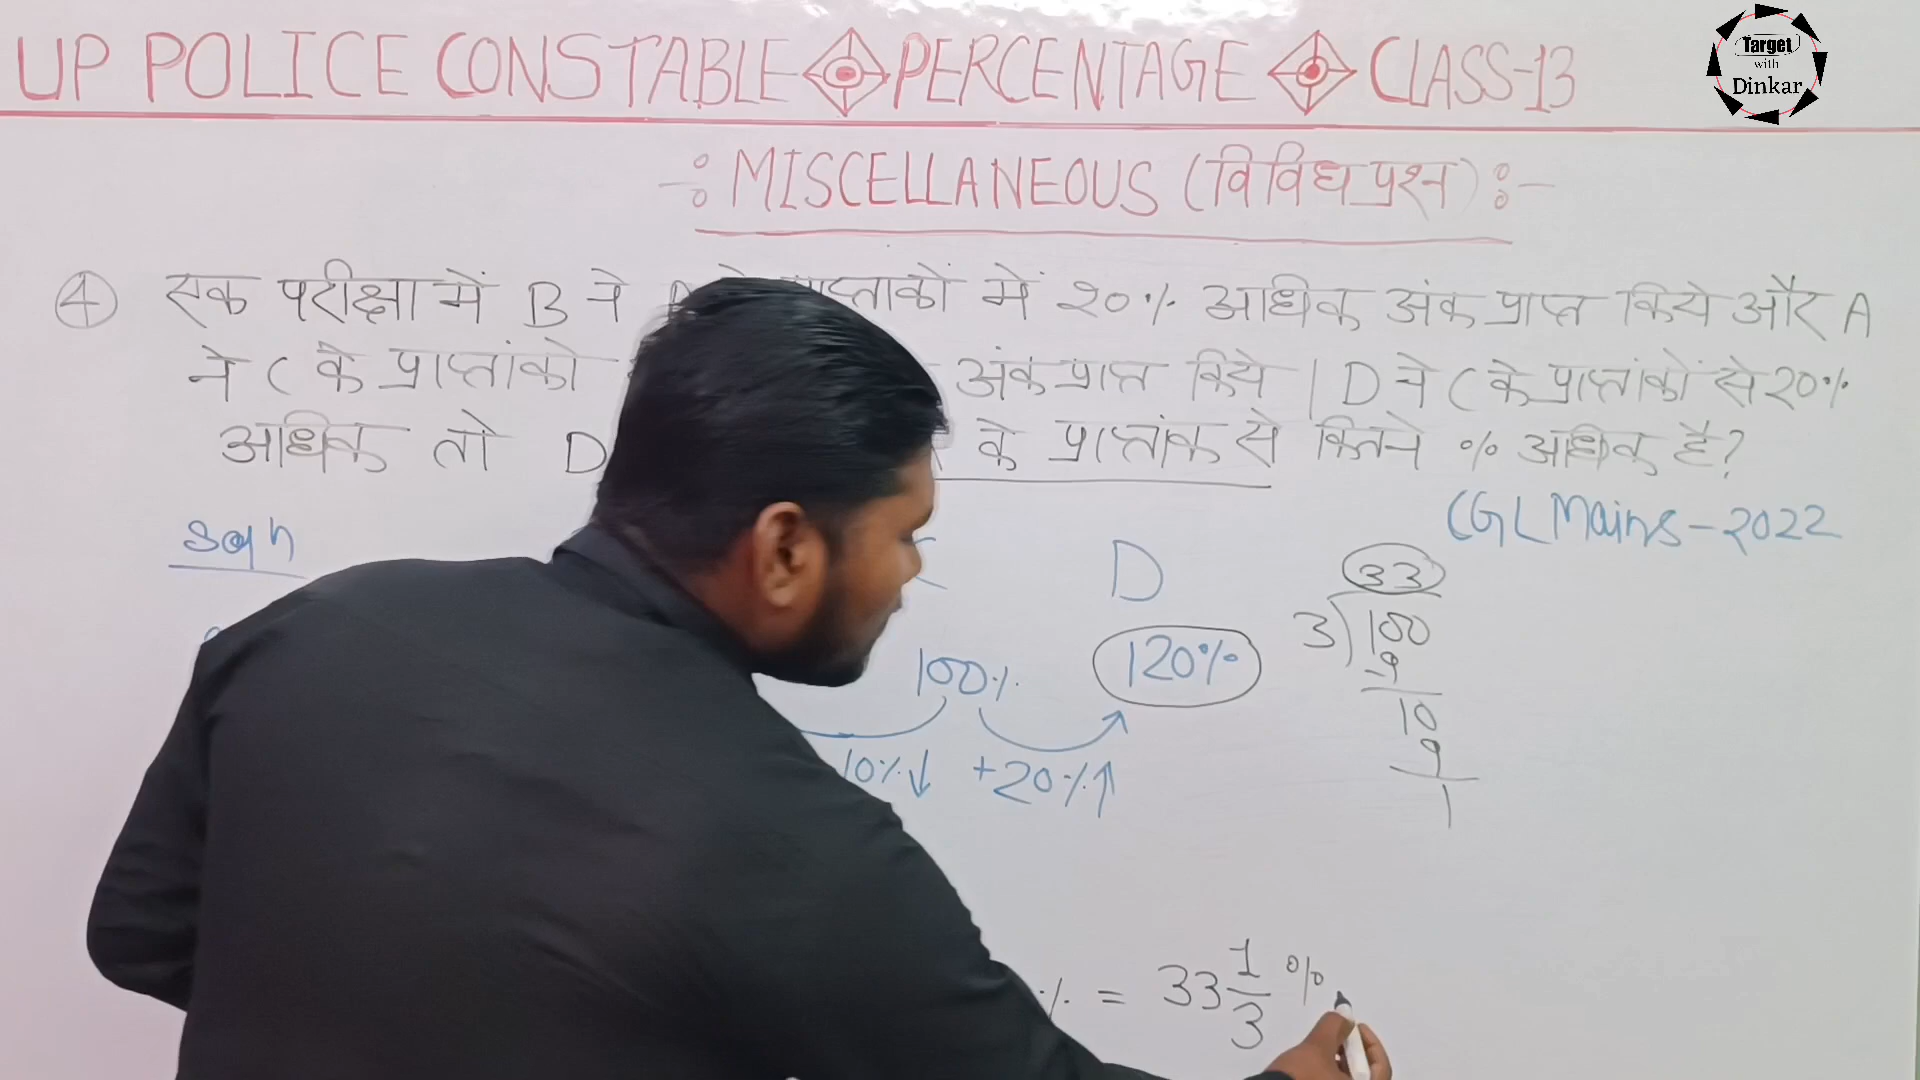 UP POLICE CONSTABLE PERCENTAGE CLASS-13
Target
with
Dinkar
-: MISCELLANEOUS (विविध प्रश्न) :-
④ एक परीक्षा में B ने प्ताकों में 20% अधिक अंक प्राप्त किये और A
ने C के प्राप्तांको अंक प्राप्त किये | D ने C के प्राप्तांकों से 20%
अधिक तो D के प्राप्तांक से कितने % अधिक है?
CGL Mains-2022
Soln
D
100% 120%
10%↓ +20%↑
33
3)100
-9
10
9
1
% = 33 1/3 %